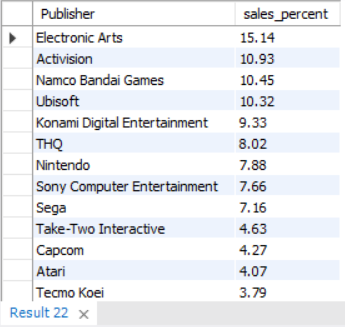 Publisher sales_percent
Electronic Arts 15.14
Activision 10.93
Namco Bandai Games 10.45
Ubisoft 10.32
Konami Digital Entertainment 9.33
THQ 8.02
Nintendo 7.88
Sony Computer Entertainment 7.66
Sega 7.16
Take-Two Interactive 4.63
Capcom 4.27
Atari 4.07
Tecmo Koei 3.79
Result 22 ×